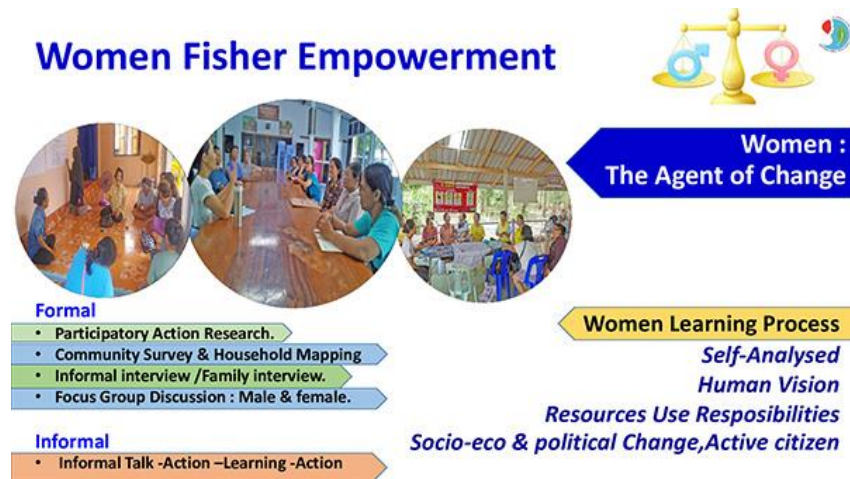 Women Fisher Empowerment
Women :
The Agent of Change
Formal
• Participatory Action Research.
• Community Survey & Household Mapping
• Informal interview /Family interview.
• Focus Group Discussion : Male & female.
Informal
• Informal Talk -Action –Learning -Action
Women Learning Process
Self-Analysed
Human Vision
Resources Use Resposibilities
Socio-eco & political Change,Active citizen